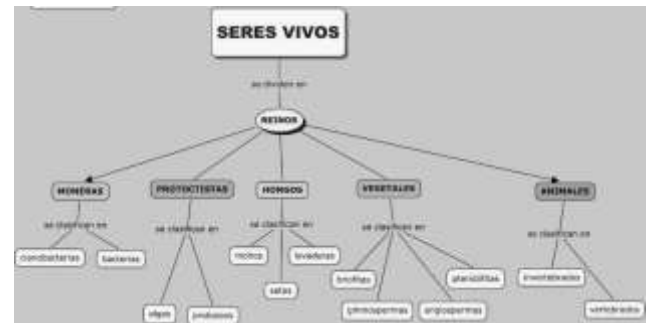 SERES VIVOS
se dividen en
REINOS
MONERAS
PROTOCTISTAS
HONGOS
VEGETALES
ANIMALES
se clasifican en
se clasifican en
se clasifican en
se clasifican en
se clasifican en
cianobacterias
bacterias
mohos
levaduras
setas
algas
protozoos
briofitas
pteridofitas
gimnospermas
angiospermas
invertebrados
vertebrados